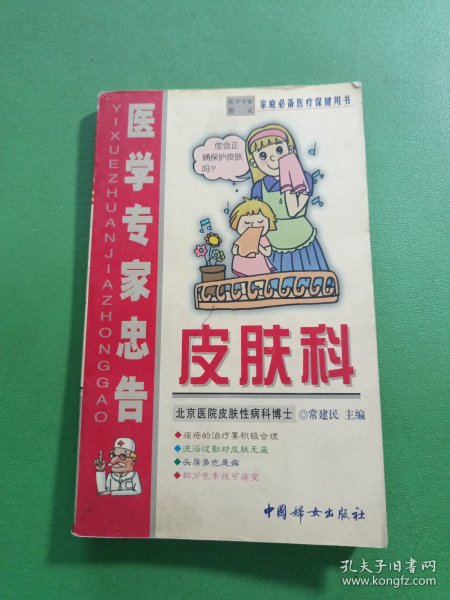 医学专家
指定
家庭必备医疗保健用书
医学专家忠告
YIXUEZHUANJIAZHONGGAO
您会正
确保护皮肤
吗?
皮肤科
北京医院皮肤性病科博士 ◎常建民 主编
◆痤疮的治疗要积极合理
◆洗浴过勤对皮肤无益
◆头屑多也是病
◆部分色素痣可癌变
中国妇女出版社
孔夫子旧书网
www.kongfz.com